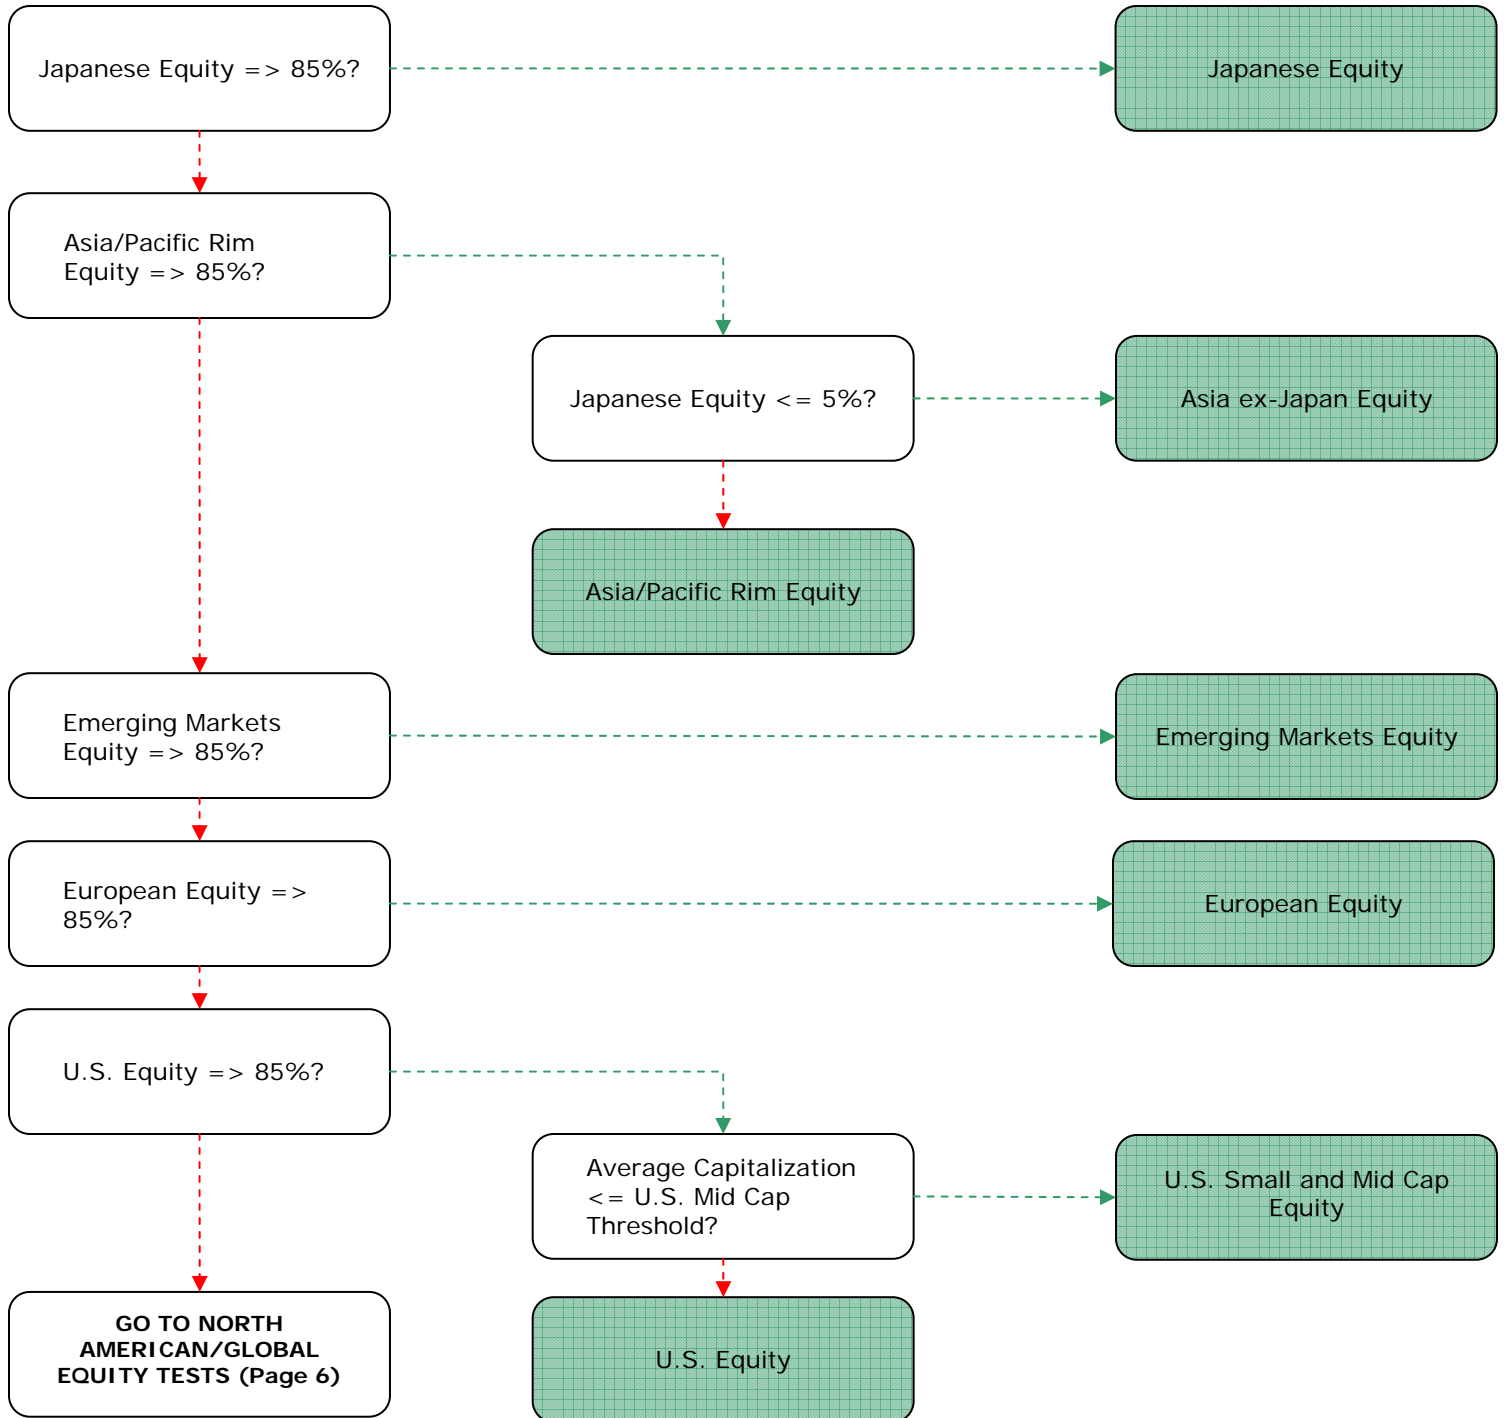 Japanese Equity => 85%?
Japanese Equity
Asia/Pacific Rim
Equity => 85%?
Japanese Equity <= 5%?
Asia ex-Japan Equity
Asia/Pacific Rim Equity
Emerging Markets
Equity => 85%?
Emerging Markets Equity
European Equity =>
85%?
European Equity
U.S. Equity => 85%?
Average Capitalization
<= U.S. Mid Cap
Threshold?
U.S. Small and Mid Cap
Equity
GO TO NORTH
AMERICAN/GLOBAL
EQUITY TESTS (Page 6)
U.S. Equity